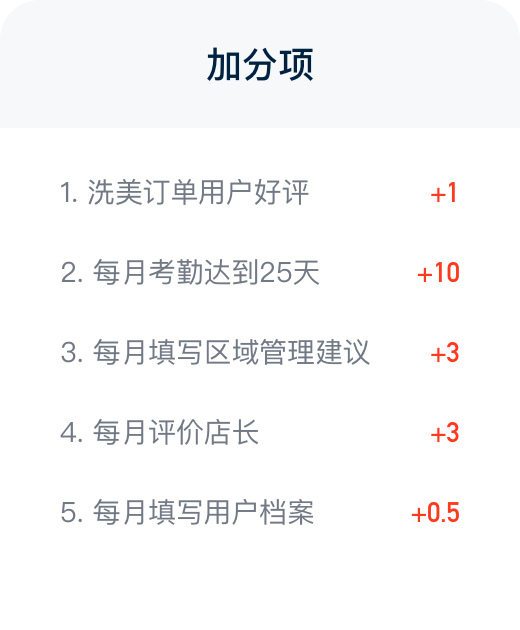 加分项
1. 洗美订单用户好评 +1
2. 每月考勤达到25天 +10
3. 每月填写区域管理建议 +3
4. 每月评价店长 +3
5. 每月填写用户档案 +0.5